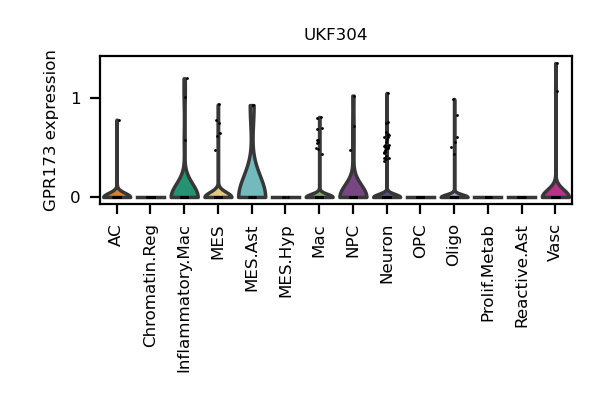 UKF304
GPR173 expression
1
0
AC
Chromatin.Reg
Inflammatory.Mac
MES
MES.Ast
MES.Hyp
Mac
NPC
Neuron
OPC
Oligo
Prolif.Metab
Reactive.Ast
Vasc